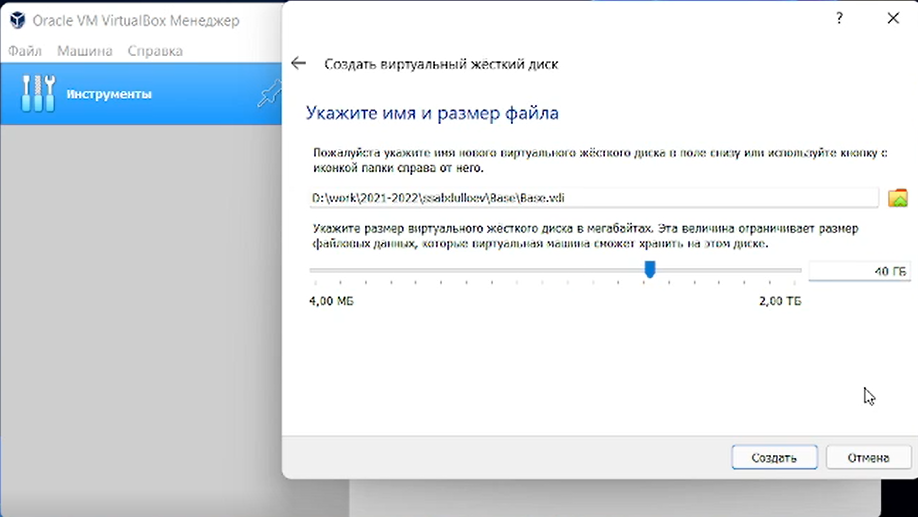 Oracle VM VirtualBox Менеджер
Файл Машина Справка
Инструменты
?
Создать виртуальный жёсткий диск
Укажите имя и размер файла
Пожалуйста укажите имя нового виртуального жёсткого диска в поле снизу или используйте кнопку с
иконкой папки справа от него.
D:\work\2021-2022\ssabdulloev\Base\Base.vdi
Укажите размер виртуального жёсткого диска в мегабайтах. Эта величина ограничивает размер
файловых данных, которые виртуальная машина сможет хранить на этом диске.
40 ГБ
4,00 МБ 2,00 ТБ
Создать Отмена